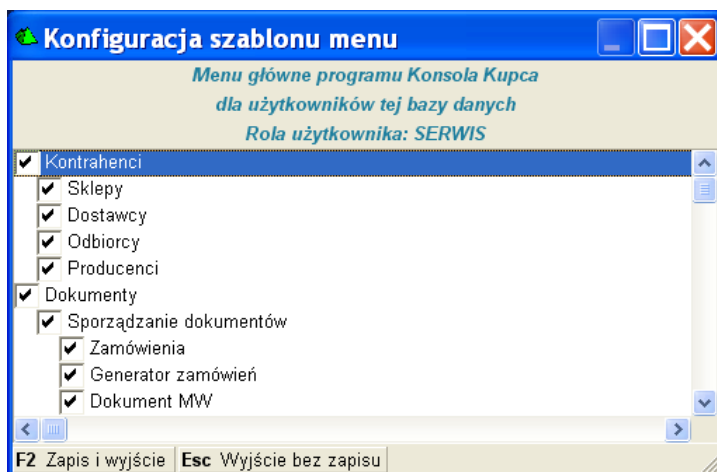 Konfiguracja szablonu menu
Menu główne programu Konsola Kupca
dla użytkowników tej bazy danych
Rola użytkownika: SERWIS
Kontrahenci
Sklepy
Dostawcy
Odbiorcy
Producenci
Dokumenty
Sporządzanie dokumentów
Zamówienia
Generator zamówień
Dokument MW
F2 Zapis i wyjście Esc Wyjście bez zapisu